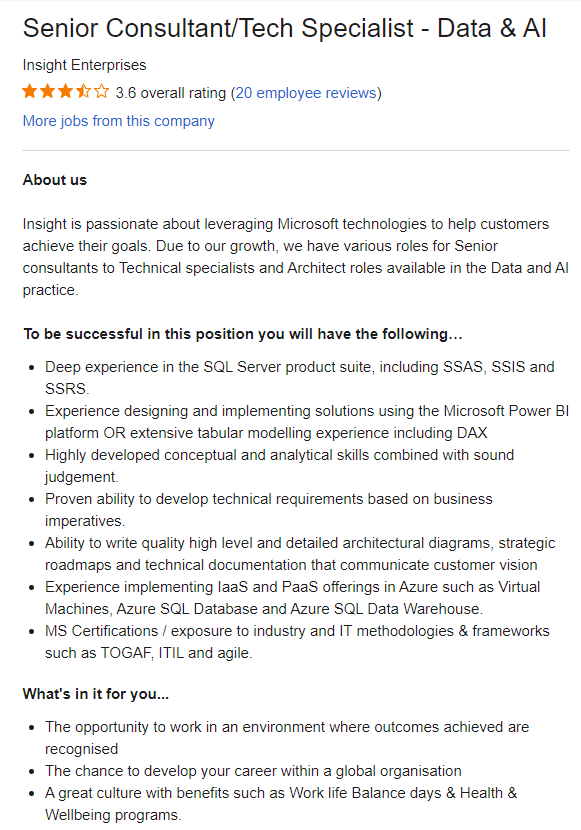 Senior Consultant/Tech Specialist - Data & AI
Insight Enterprises
3.6 overall rating (20 employee reviews)
More jobs from this company
About us
Insight is passionate about leveraging Microsoft technologies to help customers
achieve their goals. Due to our growth, we have various roles for Senior
consultants to Technical specialists and Architect roles available in the Data and AI
practice.
To be successful in this position you will have the following…
• Deep experience in the SQL Server product suite, including SSAS, SSIS and
SSRS.
• Experience designing and implementing solutions using the Microsoft Power BI
platform OR extensive tabular modelling experience including DAX
• Highly developed conceptual and analytical skills combined with sound
judgement.
• Proven ability to develop technical requirements based on business
imperatives.
• Ability to write quality high level and detailed architectural diagrams, strategic
roadmaps and technical documentation that communicate customer vision
• Experience implementing IaaS and PaaS offerings in Azure such as Virtual
Machines, Azure SQL Database and Azure SQL Data Warehouse.
• MS Certifications / exposure to industry and IT methodologies & frameworks
such as TOGAF, ITIL and agile.
What's in it for you...
• The opportunity to work in an environment where outcomes achieved are
recognised
• The chance to develop your career within a global organisation
• A great culture with benefits such as Work life Balance days & Health &
Wellbeing programs.